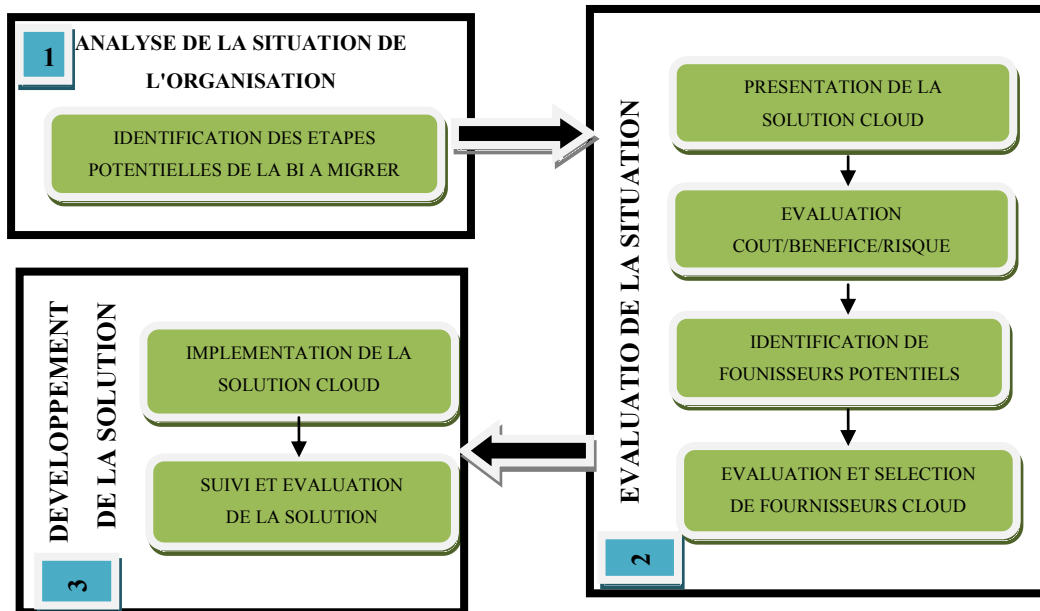 1
ANALYSE DE LA SITUATION DE
L'ORGANISATION
IDENTIFICATION DES ETAPES
POTENTIELLES DE LA BI A MIGRER
EVALUATIO DE LA SITUATION
2
PRESENTATION DE LA
SOLUTION CLOUD
EVALUATION
COUT/BENEFICE/RISQUE
IDENTIFICATION DE
FOUNISSEURS POTENTIELS
EVALUATION ET SELECTION
DE FOURNISSEURS CLOUD
DEVELOPPEMENT
DE LA SOLUTION
3
IMPLEMENTATION DE LA
SOLUTION CLOUD
SUIVI ET EVALUATION
DE LA SOLUTION